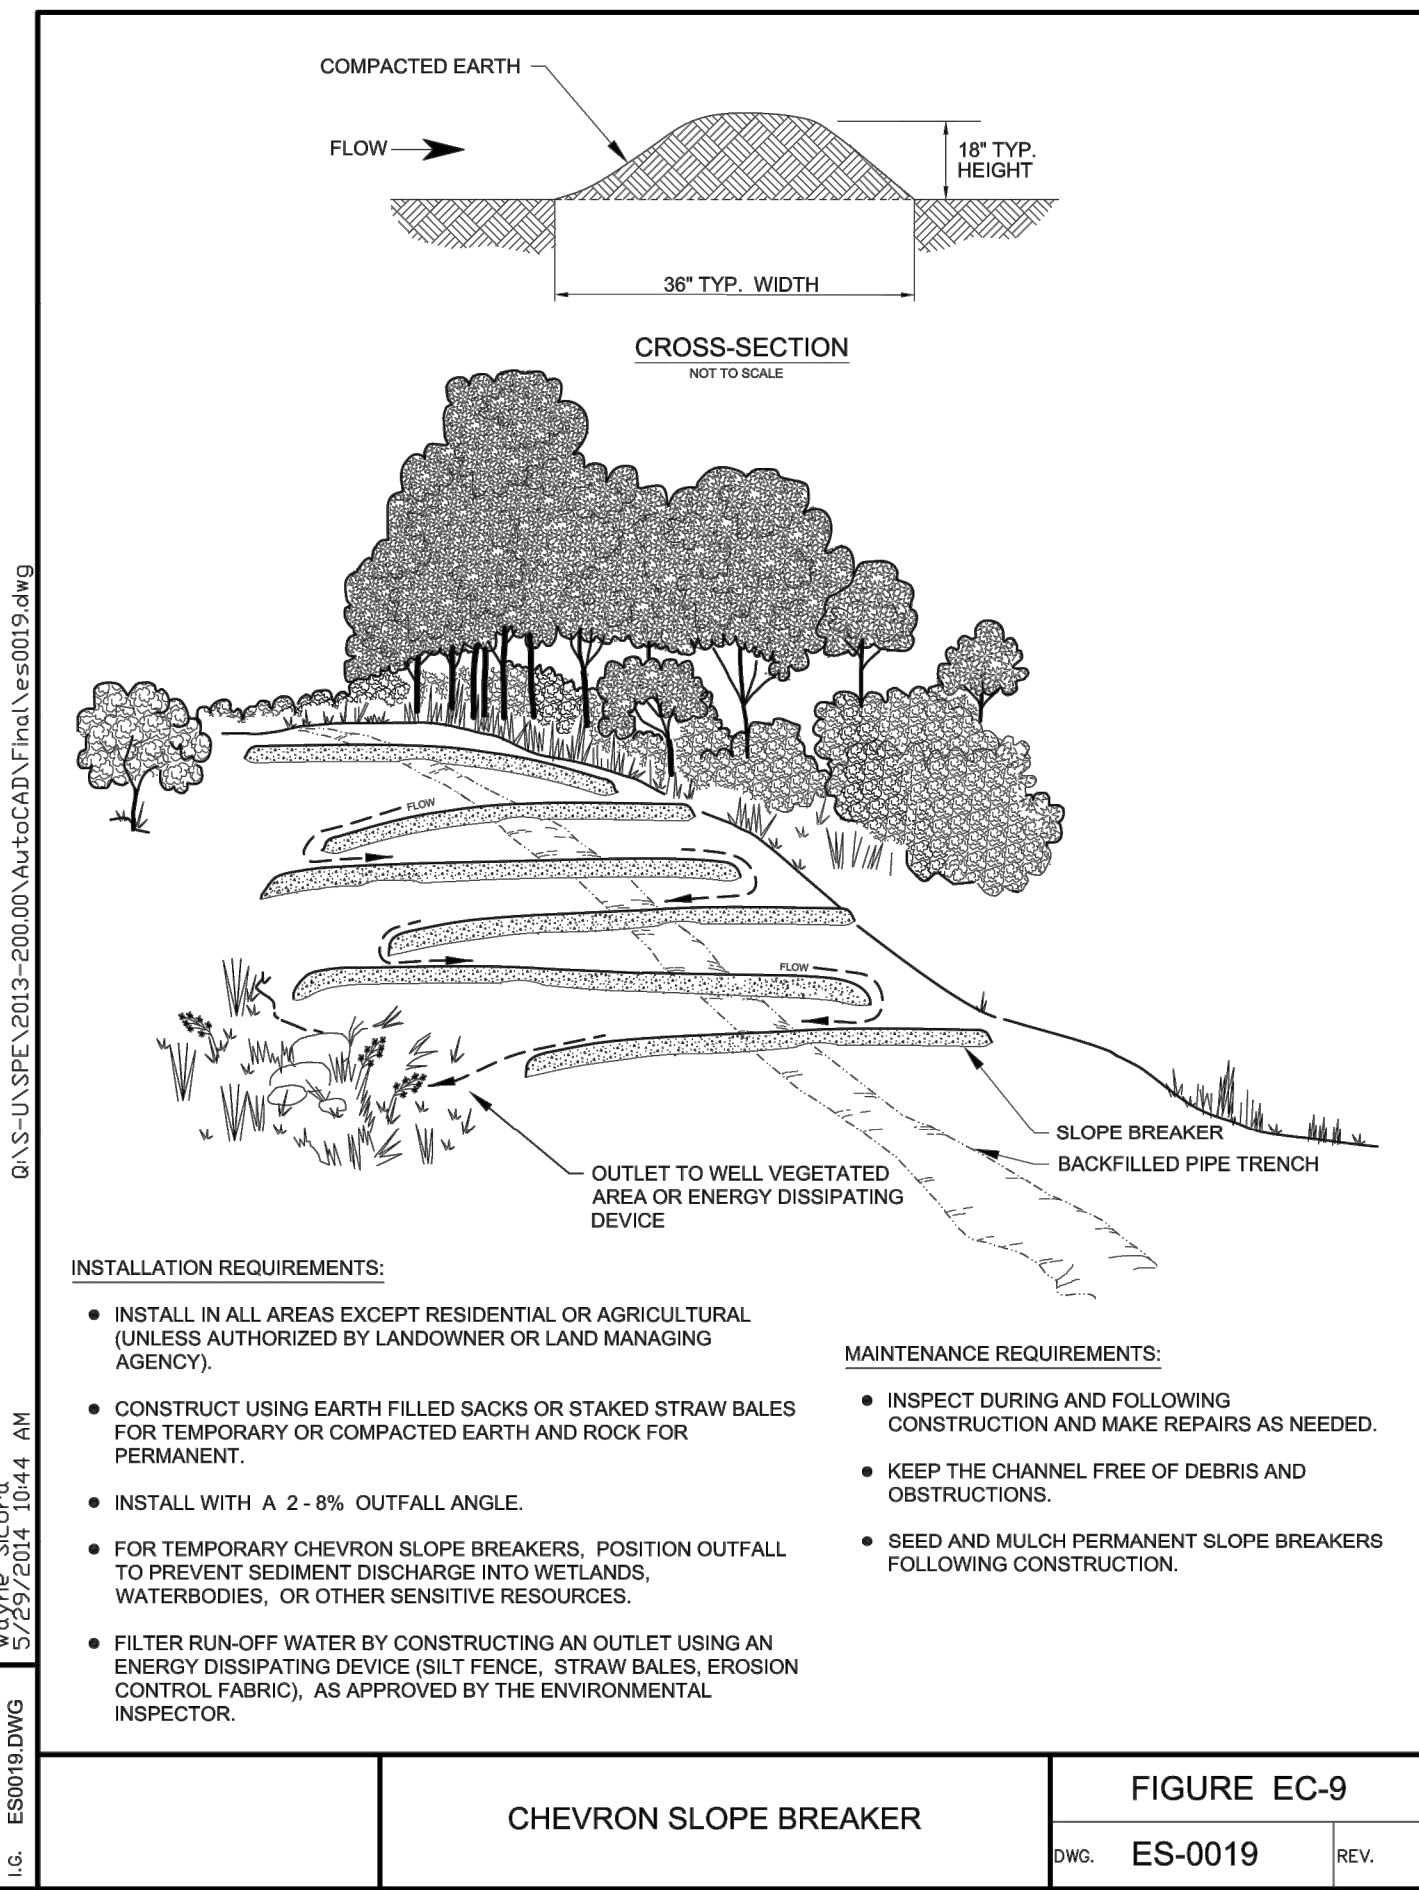 COMPACTED EARTH
FLOW
18" TYP.
HEIGHT
36" TYP. WIDTH
CROSS-SECTION
NOT TO SCALE
FLOW
FLOW
SLOPE BREAKER
BACKFILLED PIPE TRENCH
OUTLET TO WELL VEGETATED
AREA OR ENERGY DISSIPATING
DEVICE
INSTALLATION REQUIREMENTS:
● INSTALL IN ALL AREAS EXCEPT RESIDENTIAL OR AGRICULTURAL
(UNLESS AUTHORIZED BY LANDOWNER OR LAND MANAGING
AGENCY).
● CONSTRUCT USING EARTH FILLED SACKS OR STAKED STRAW BALES
FOR TEMPORARY OR COMPACTED EARTH AND ROCK FOR
PERMANENT.
● INSTALL WITH A 2 - 8% OUTFALL ANGLE.
● FOR TEMPORARY CHEVRON SLOPE BREAKERS, POSITION OUTFALL
TO PREVENT SEDIMENT DISCHARGE INTO WETLANDS,
WATERBODIES, OR OTHER SENSITIVE RESOURCES.
● FILTER RUN-OFF WATER BY CONSTRUCTING AN OUTLET USING AN
ENERGY DISSIPATING DEVICE (SILT FENCE, STRAW BALES, EROSION
CONTROL FABRIC), AS APPROVED BY THE ENVIRONMENTAL
INSPECTOR.
MAINTENANCE REQUIREMENTS:
● INSPECT DURING AND FOLLOWING
CONSTRUCTION AND MAKE REPAIRS AS NEEDED.
● KEEP THE CHANNEL FREE OF DEBRIS AND
OBSTRUCTIONS.
● SEED AND MULCH PERMANENT SLOPE BREAKERS
FOLLOWING CONSTRUCTION.
Q:\S-U\SPE\2013-200.00\AutoCAD\Final\es0019.dwg
Wayne
5/29/2014 10:44 AM
I.G. ES0019.DWG
CHEVRON SLOPE BREAKER
FIGURE EC-9
DWG. ES-0019
REV.